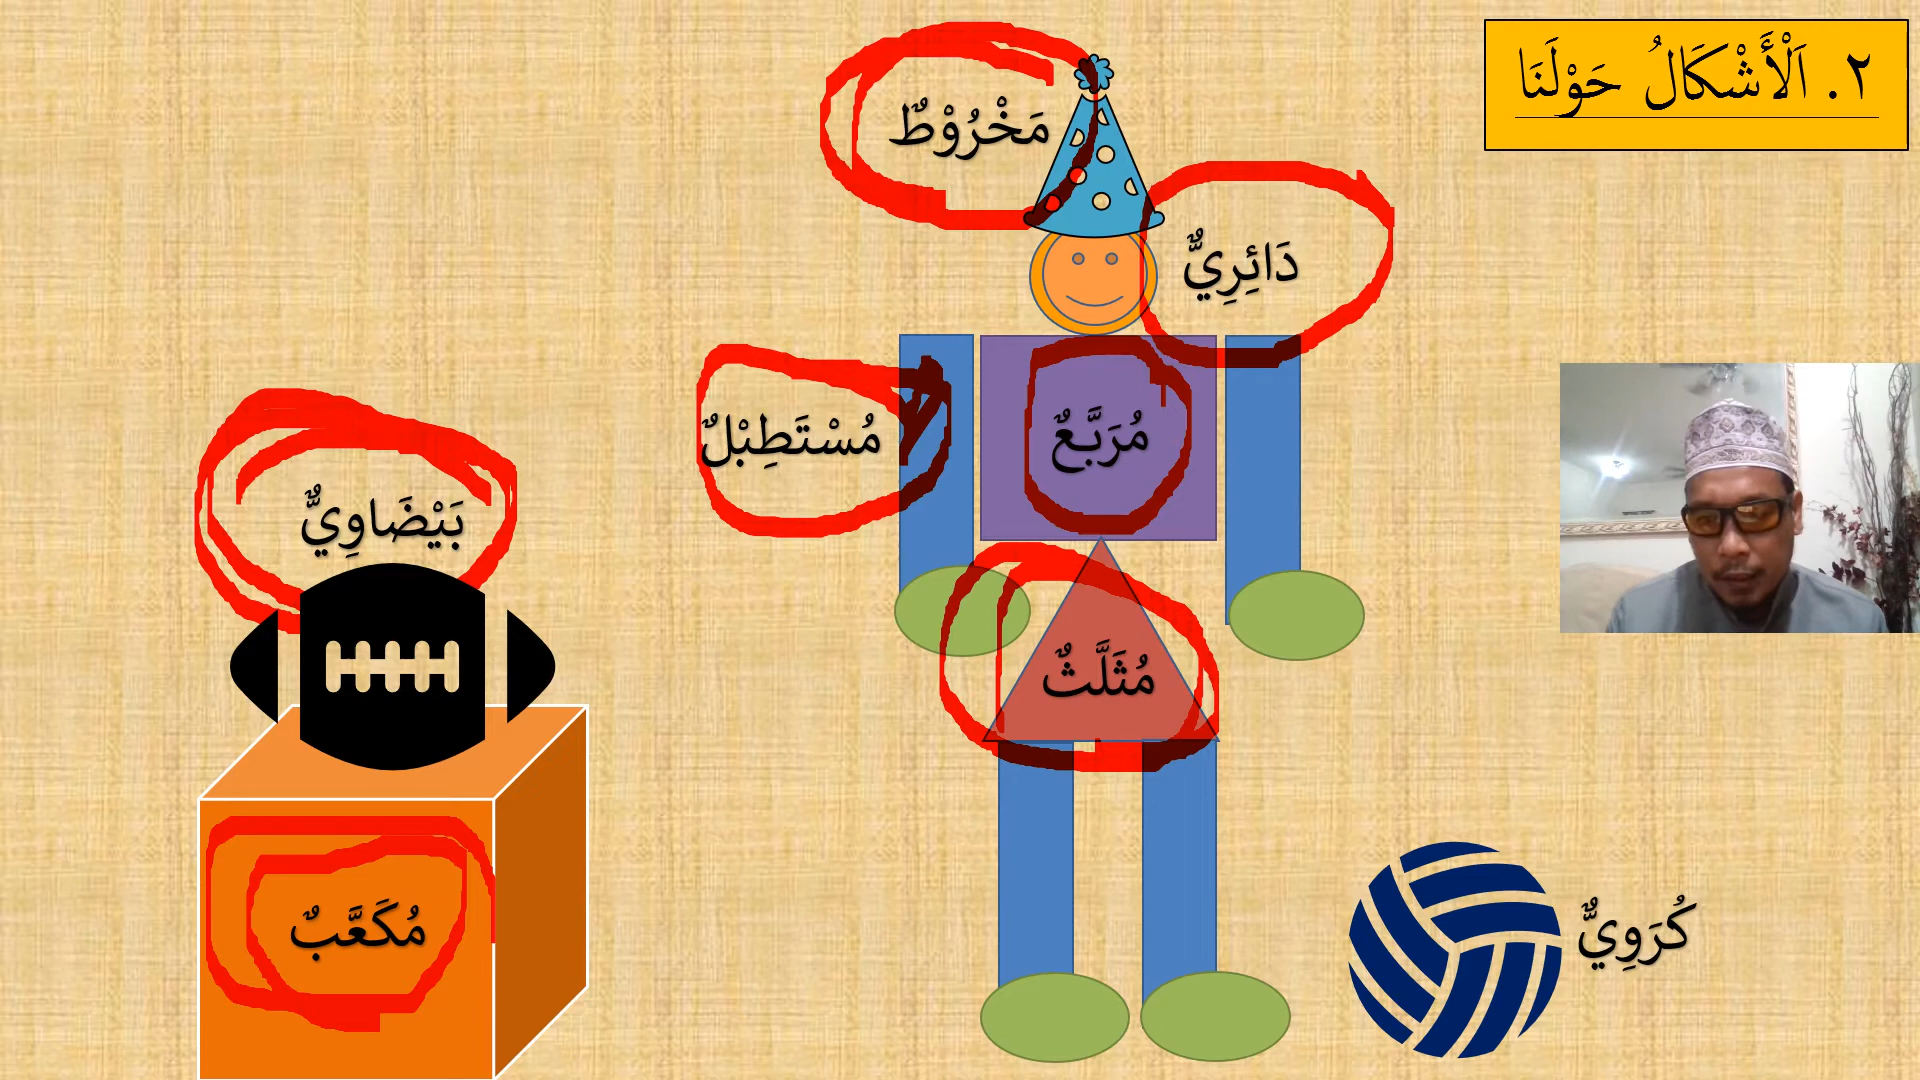 ٢. اَلْأَشْكَالُ حَوْلَنَا
مَخْرُوْطٌ
دَائِرِيٌّ
مُسْتَطِبْلٌ
مُرَبَّعٌ
بَيْضَاوِيٌّ
مُثَلَّثٌ
مُكَعَّبٌ
كُرَوِيٌّ